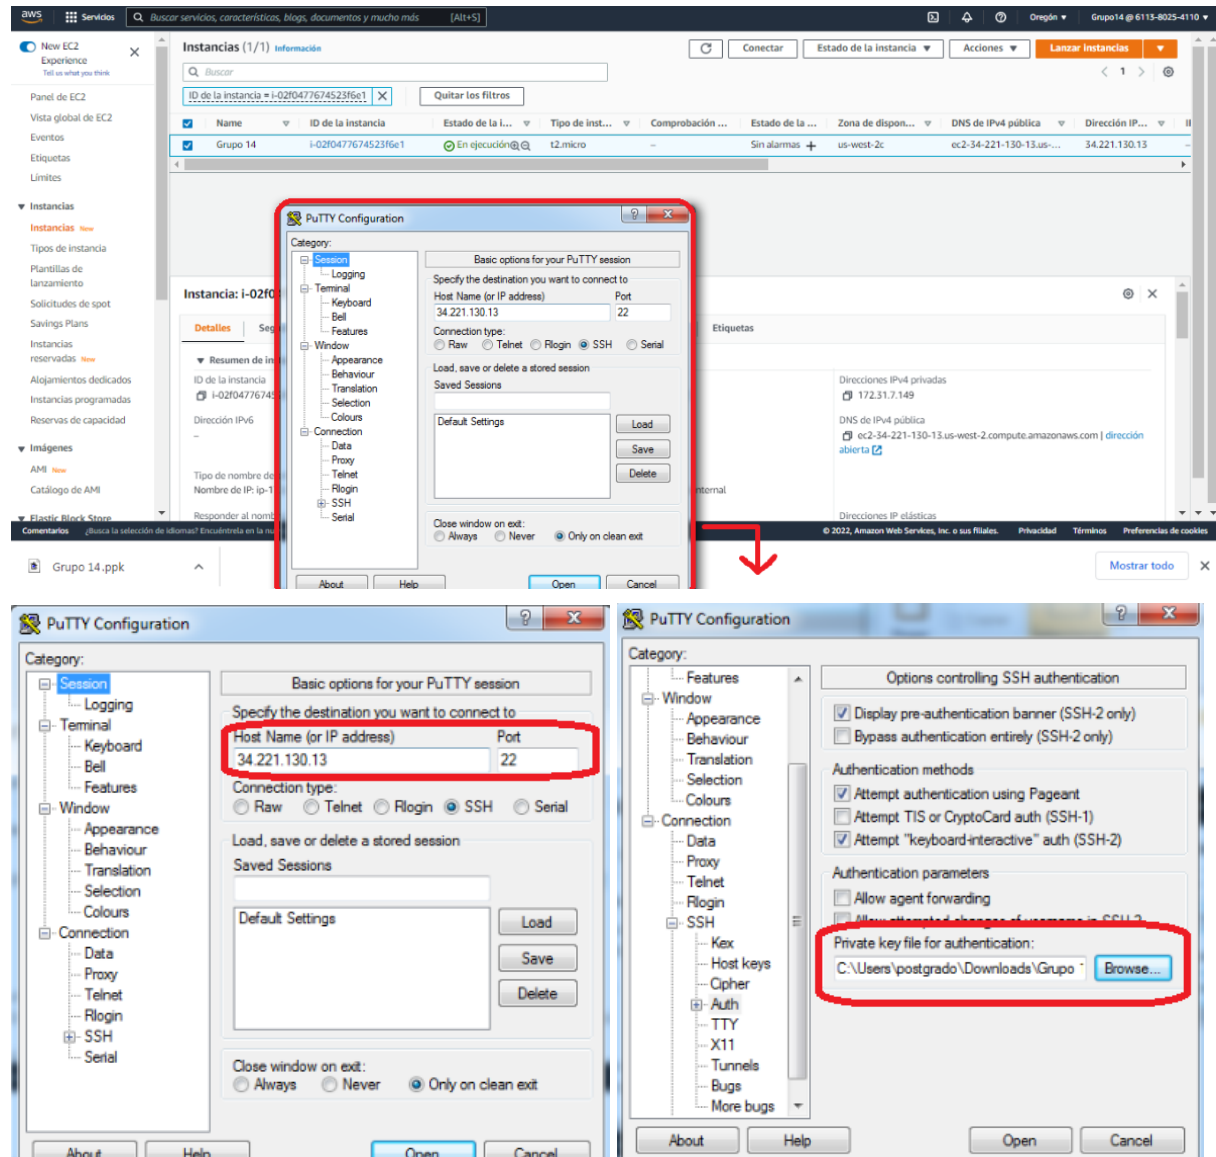 aws Servicios Buscar servicios, características, blogs, documentos y mucho más [Alt+S] Oregón Grupo14 @ 6113-8025-4110
New EC2
Experience
Tell us what you think
Panel de EC2
Vista global de EC2
Eventos
Etiquetas
Límites
Instancias
Instancias New
Tipos de instancia
Plantillas de
lanzamiento
Solicitudes de spot
Savings Plans
Instancias
reservadas New
Alojamientos dedicados
Instancias programadas
Reservas de capacidad
Imágenes
AMI New
Catálogo de AMI
Elastic Block Store
Instancias (1/1) Información
Conectar Estado de la instancia Acciones Lanzar instancias
Buscar
1
ID de la instancia = i-02f0477674523f6e1 Quitar los filtros
Name ID de la instancia Estado de la i... Tipo de inst... Comprobación ... Estado de la ... Zona de dispon... DNS de IPv4 pública Dirección IP...
Grupo 14 i-02f0477674523f6e1 En ejecución t2.micro – Sin alarmas + us-west-2c ec2-34-221-130-13.us-... 34.221.130.13 –
Instancia: i-02f0
Detalles Seg Etiquetas
Resumen de in
ID de la instancia
i-02f04776745
Dirección IPv6
–
Tipo de nombre de
Nombre de IP: ip-1
Responder al nomb
nternal
Direcciones IPv4 privadas
172.31.7.149
DNS de IPv4 pública
ec2-34-221-130-13.us-west-2.compute.amazonaws.com | dirección
abierta
Direcciones IP elásticas
PuTTY Configuration
Category:
Session
Logging
Terminal
Keyboard
Bell
Features
Window
Appearance
Behaviour
Translation
Selection
Colours
Connection
Data
Proxy
Telnet
Rlogin
SSH
Serial
Basic options for your PuTTY session
Specify the destination you want to connect to
Host Name (or IP address) Port
34.221.130.13 22
Connection type:
Raw Telnet Rlogin SSH Serial
Load, save or delete a stored session
Saved Sessions
Default Settings
Load
Save
Delete
Close window on exit:
Always Never Only on clean exit
About Help Open Cancel
Comentarios ¿Busca la selección de idiomas? Encuéntrela en la nu © 2022, Amazon Web Services, Inc. o sus filiales. Privacidad Términos Preferencias de cookies
Grupo 14.ppk Mostrar todo
PuTTY Configuration
Category:
Session
Logging
Terminal
Keyboard
Bell
Features
Window
Appearance
Behaviour
Translation
Selection
Colours
Connection
Data
Proxy
Telnet
Rlogin
SSH
Serial
Basic options for your PuTTY session
Specify the destination you want to connect to
Host Name (or IP address) Port
34.221.130.13 22
Connection type:
Raw Telnet Rlogin SSH Serial
Load, save or delete a stored session
Saved Sessions
Default Settings
Load
Save
Delete
Close window on exit:
Always Never Only on clean exit
About Help Open Cancel
PuTTY Configuration
Category:
Features
Window
Appearance
Behaviour
Translation
Selection
Colours
Connection
Data
Proxy
Telnet
Rlogin
SSH
Kex
Host keys
Cipher
Auth
TTY
X11
Tunnels
Bugs
More bugs
Options controlling SSH authentication
Display pre-authentication banner (SSH-2 only)
Bypass authentication entirely (SSH-2 only)
Authentication methods
Attempt authentication using Pageant
Attempt TIS or CryptoCard auth (SSH-1)
Attempt "keyboard-interactive" auth (SSH-2)
Authentication parameters
Allow agent forwarding
Allow attempted changes of username in SSH-2
Private key file for authentication:
C:\Users\postgrado\Downloads\Grupo Browse...
About Help Open Cancel